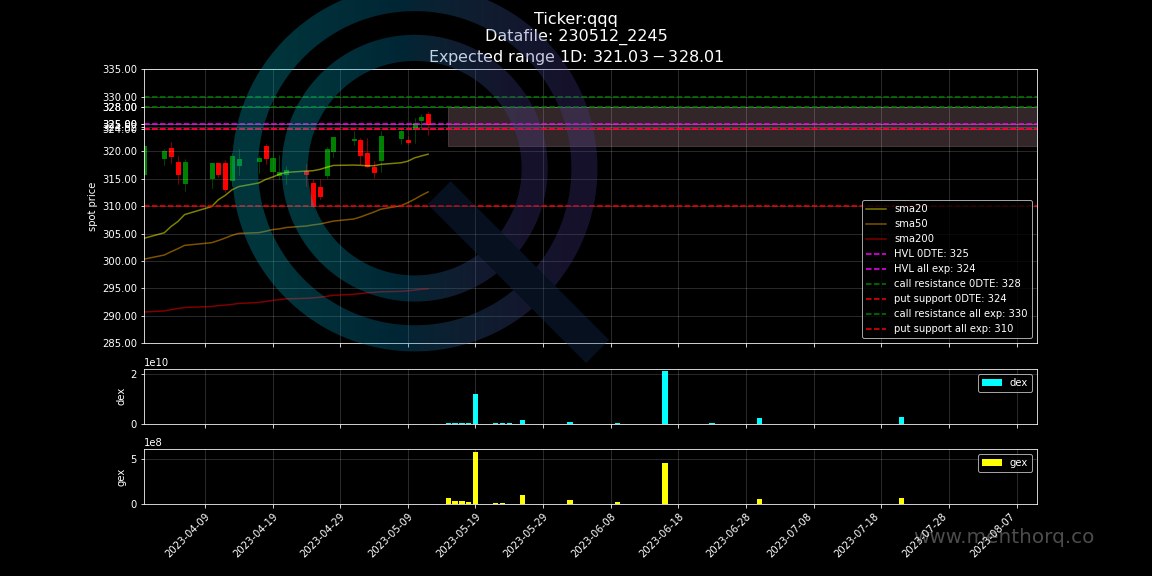 Ticker:qqq
Datafile: 230512_2245
Expected range 1D: 321.03 − 328.01
335.00
330.00
328.00
325.00
324.00
320.00
315.00
310.00
305.00
300.00
295.00
290.00
285.00
spot price
sma20
sma50
sma200
HVL 0DTE: 325
HVL all exp: 324
call resistance 0DTE: 328
put support 0DTE: 324
call resistance all exp: 330
put support all exp: 310
1e10
2
0
dex
dex
1e8
5
0
gex
gex
2023-04-09
2023-04-19
2023-04-29
2023-05-09
2023-05-19
2023-05-29
2023-06-08
2023-06-18
2023-06-28
2023-07-08
2023-07-18
2023-07-28
2023-08-07
www.menthorq.co